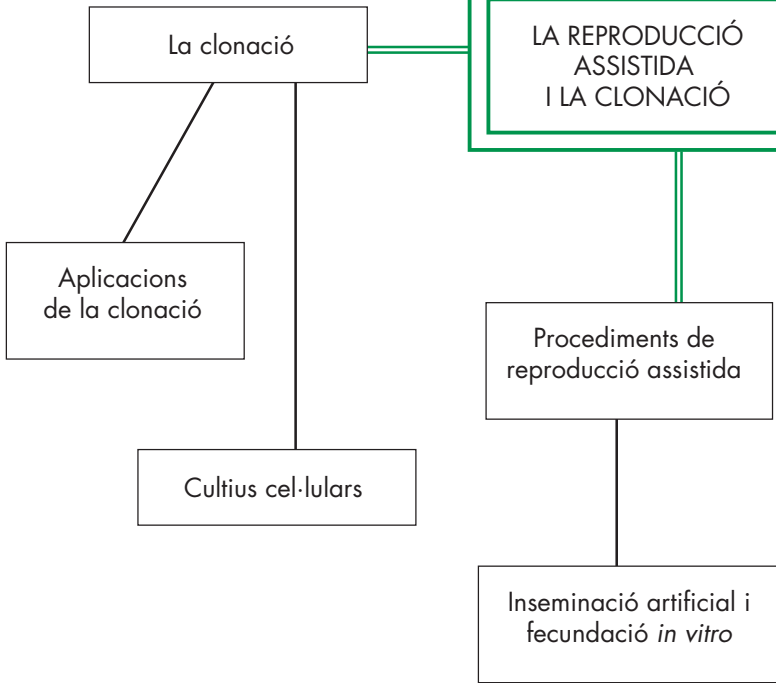 La clonació
LA REPRODUCCIÓ
ASSISTIDA
I LA CLONACIÓ
Aplicacions
de la clonació
Procediments de
reproducció assistida
Cultius cel·lulars
Inseminació artificial i
fecundació in vitro